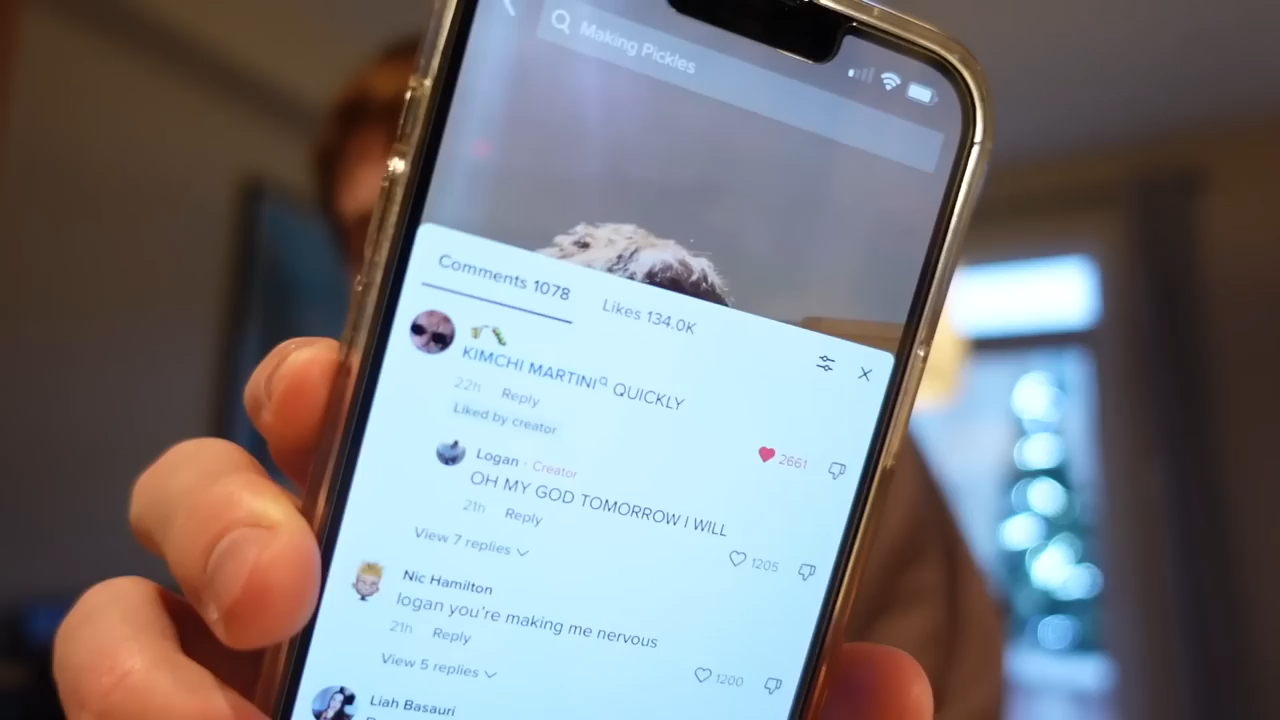 Making Pickles
Comments 1078
Likes 134.0K
🎷🐛
KIMCHI MARTINI QUICKLY
22h Reply
Liked by creator
2661
Logan · Creator
OH MY GOD TOMORROW I WILL
21h Reply
1205
View 7 replies
Nic Hamilton
logan you're making me nervous
21h Reply
1200
View 5 replies
Liah Basauri